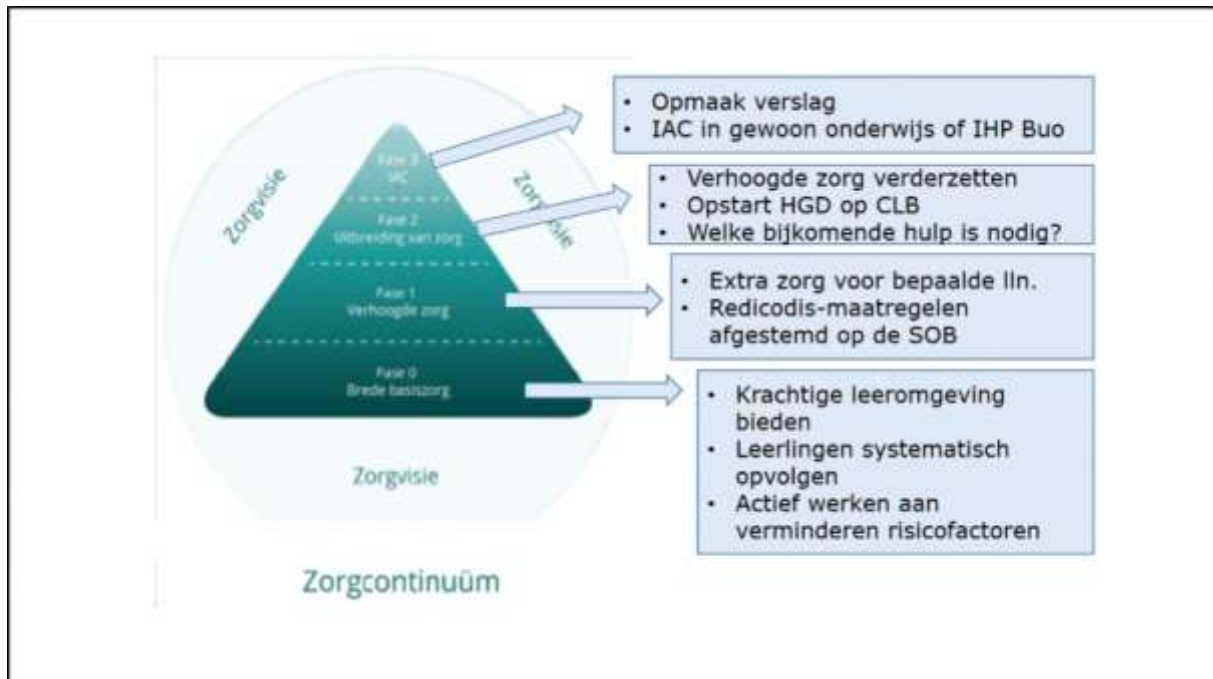 Zorgvisie
Zorgvisie
Fase 3
IAC
Fase 2
Uitbreiding van zorg
Fase 1
Verhoogde zorg
Fase 0
Brede basiszorg
Zorgvisie
Zorgcontinuüm
• Opmaak verslag
• IAC in gewoon onderwijs of IHP Buo
• Verhoogde zorg verderzetten
• Opstart HGD op CLB
• Welke bijkomende hulp is nodig?
• Extra zorg voor bepaalde lln.
• Redicodis-maatregelen
afgestemd op de SOB
• Krachtige leeromgeving
bieden
• Leerlingen systematisch
opvolgen
• Actief werken aan
verminderen risicofactoren